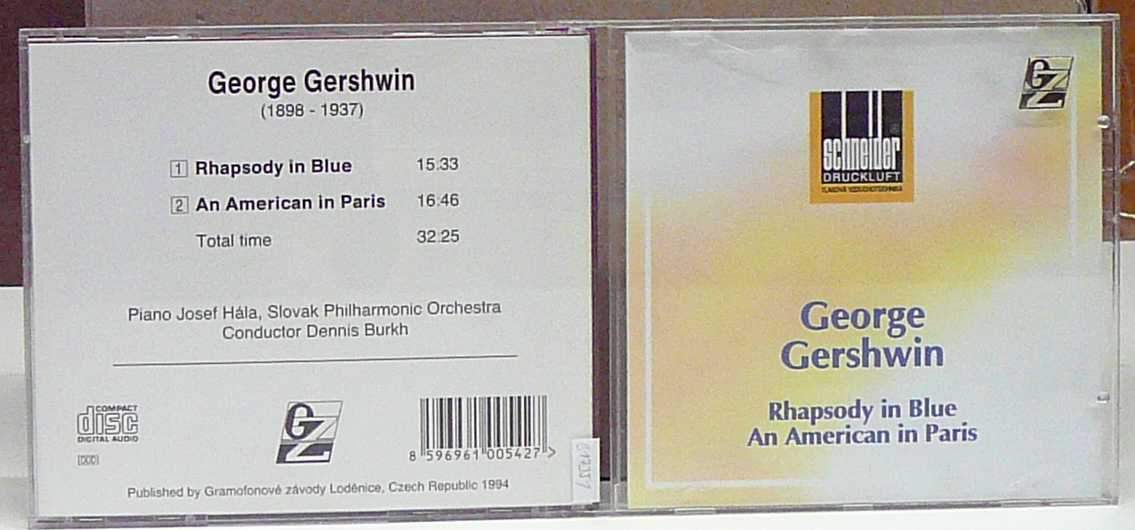 George Gershwin
(1898 - 1937)
1 Rhapsody in Blue 15.33
2 An American in Paris 16.46
Total time 32.25
Piano Josef Hála, Slovak Philharmonic Orchestra
Conductor Dennis Burkh
COMPACT
disc
DIGITAL AUDIO
DDD
GZ
8 596961 005427 >
Published by Gramofonové závody Loděnice, Czech Republic 1994
GZ
schneider
DRUCKLUFT
George
Gershwin
Rhapsody in Blue
An American in Paris